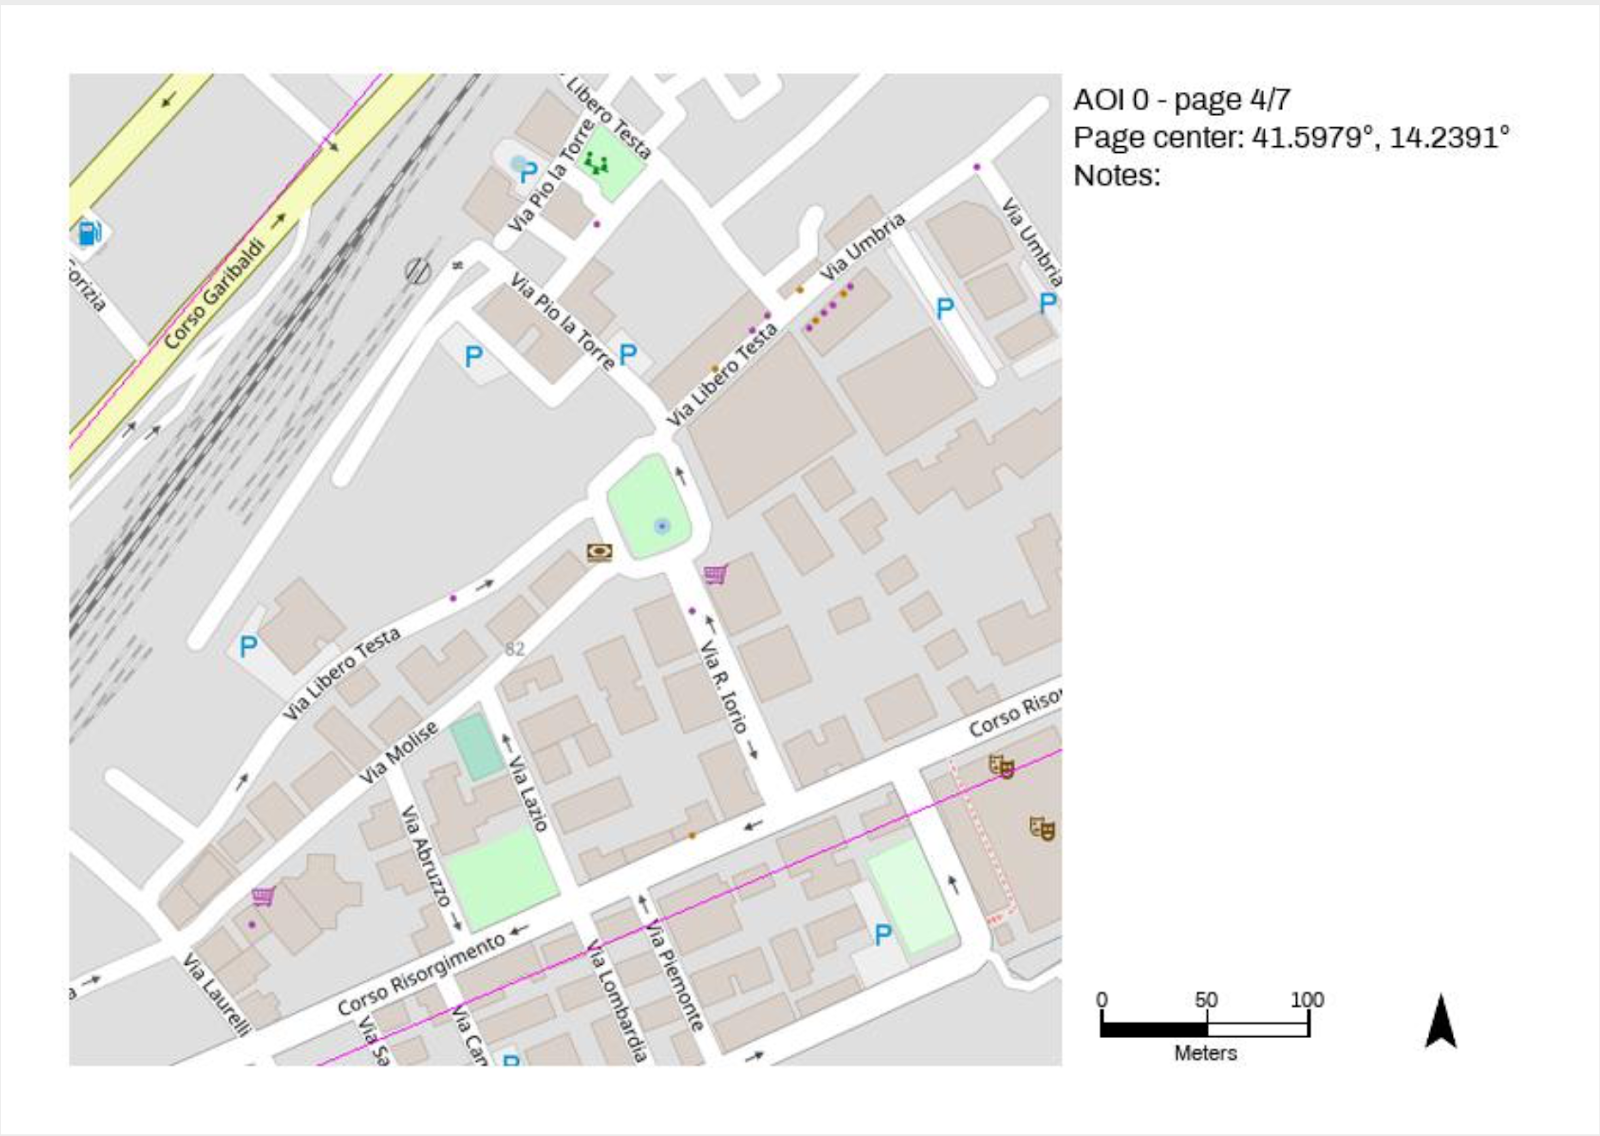 AOI 0 - page 4/7
Page center: 41.5979°, 14.2391°
Notes:
Libero Testa
Via Pio la Torre
P
Via Umbria
Via Umbria
orizia
Corso Garibaldi
Via Pio la Torre
P
P
P
P
Via Libero Testa
P
Via Libero Testa
82
Via R. Iorio
Corso Riso
Via Molise
Via Lazio
Via Abruzzo
P
Corso Risorgimento
Via Piemonte
Via Lombardia
a
Via Laurelli
Via Sa
Via Can
P
0 50 100
Meters